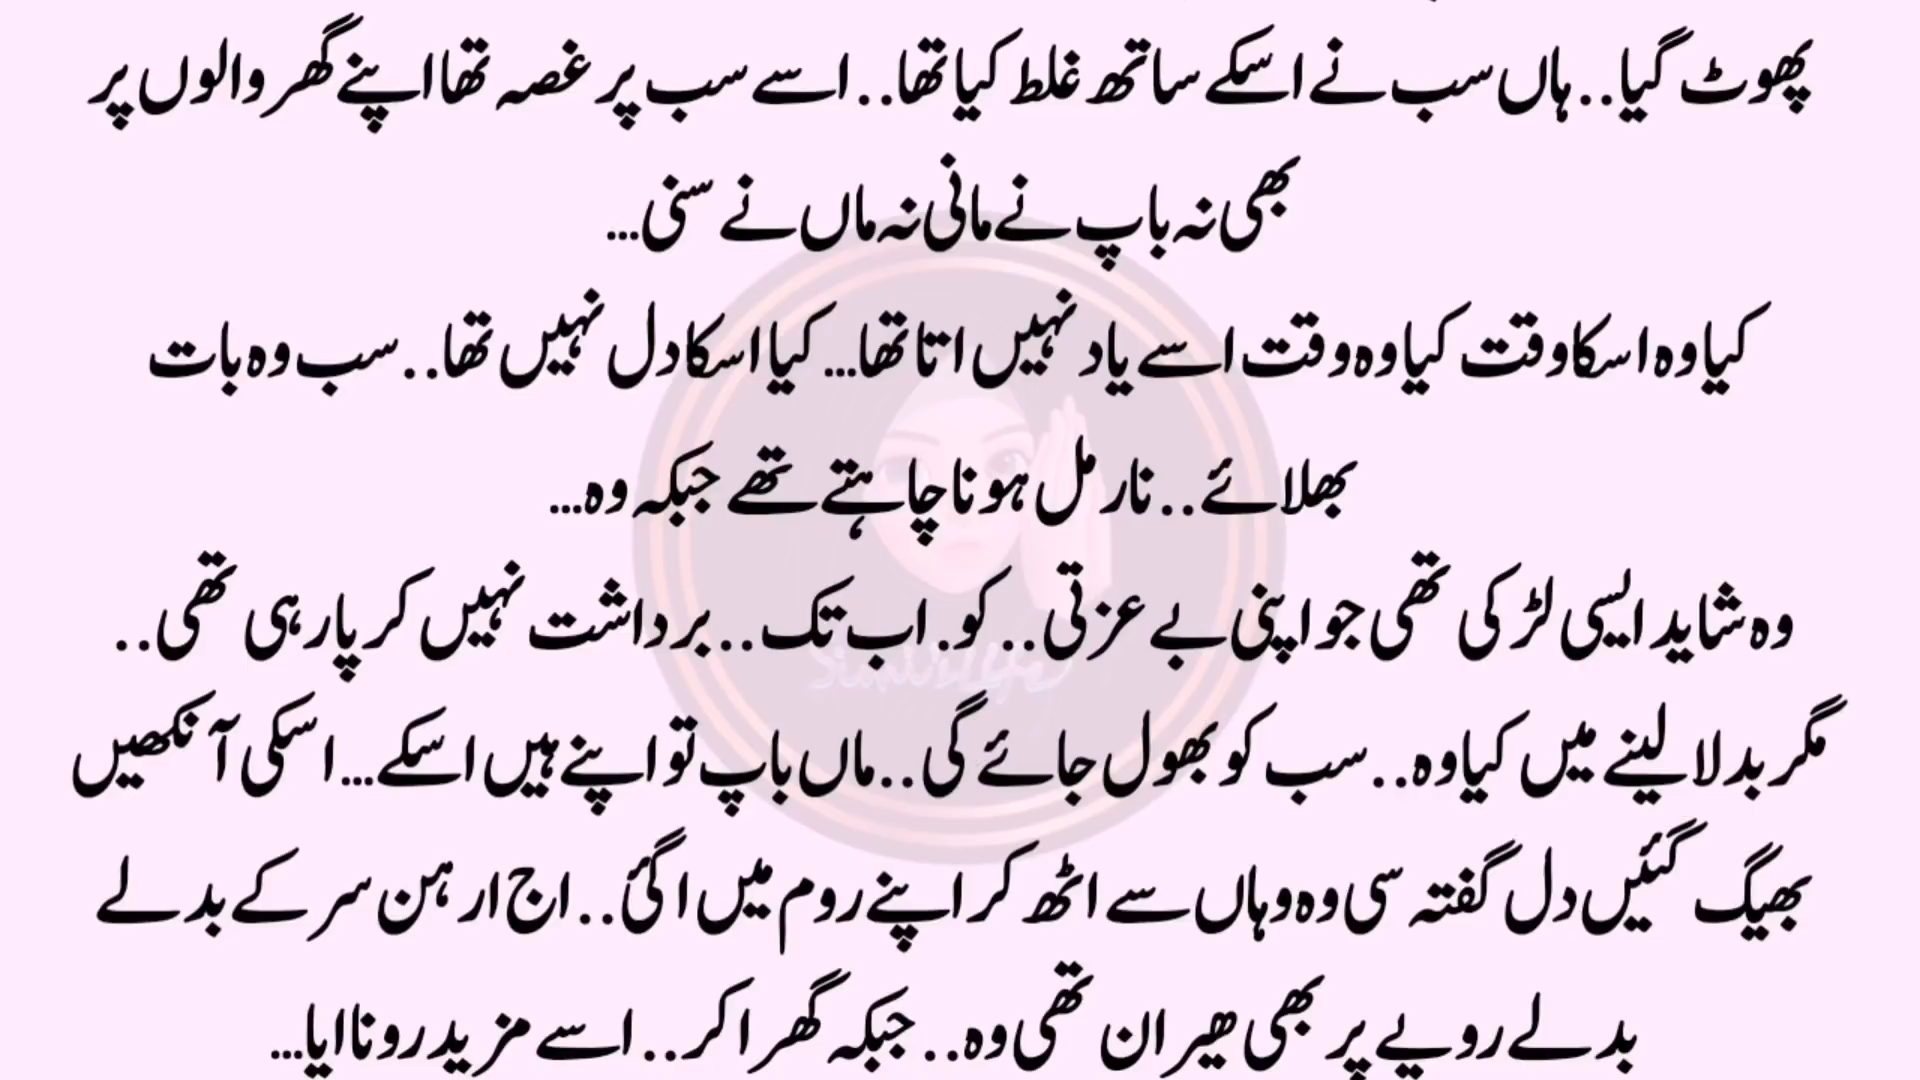 پھوٹ گیا..ہاں سب نے اسکے ساتھ غلط کیا تھا..اسے سب پر غصہ تھا اپنے گھر والوں پر
بھی نہ باپ نے مانی نہ ماں نے سنی...
کیا وہ اسکا وقت کیا وہ وقت اسے یاد نہیں اتا تھا...کیا اسکا دل نہیں تھا..سب وہ بات
بھلائے..نارمل ہونا چاہتے تھے جبکہ وہ...
وہ شاید ایسی لڑکی تھی جو اپنی بے عزتی..کو.اب تک..برداشت نہیں کر پا رہی تھی..
مگر بدلا لینے میں کیا وہ..سب کو بھول جائے گی..ماں باپ تو اپنے ہیں اسکے...اسکی آنکھیں
بھیگ گئیں دل گفتہ سی وہ وہاں سے اٹھ کر اپنے روم میں اگئ..اج ارہن سر کے بدلے
بدلے رویے پر بھی ھیران تھی وہ..جبکہ گھر اکر..اسے مزید رونا ایا...